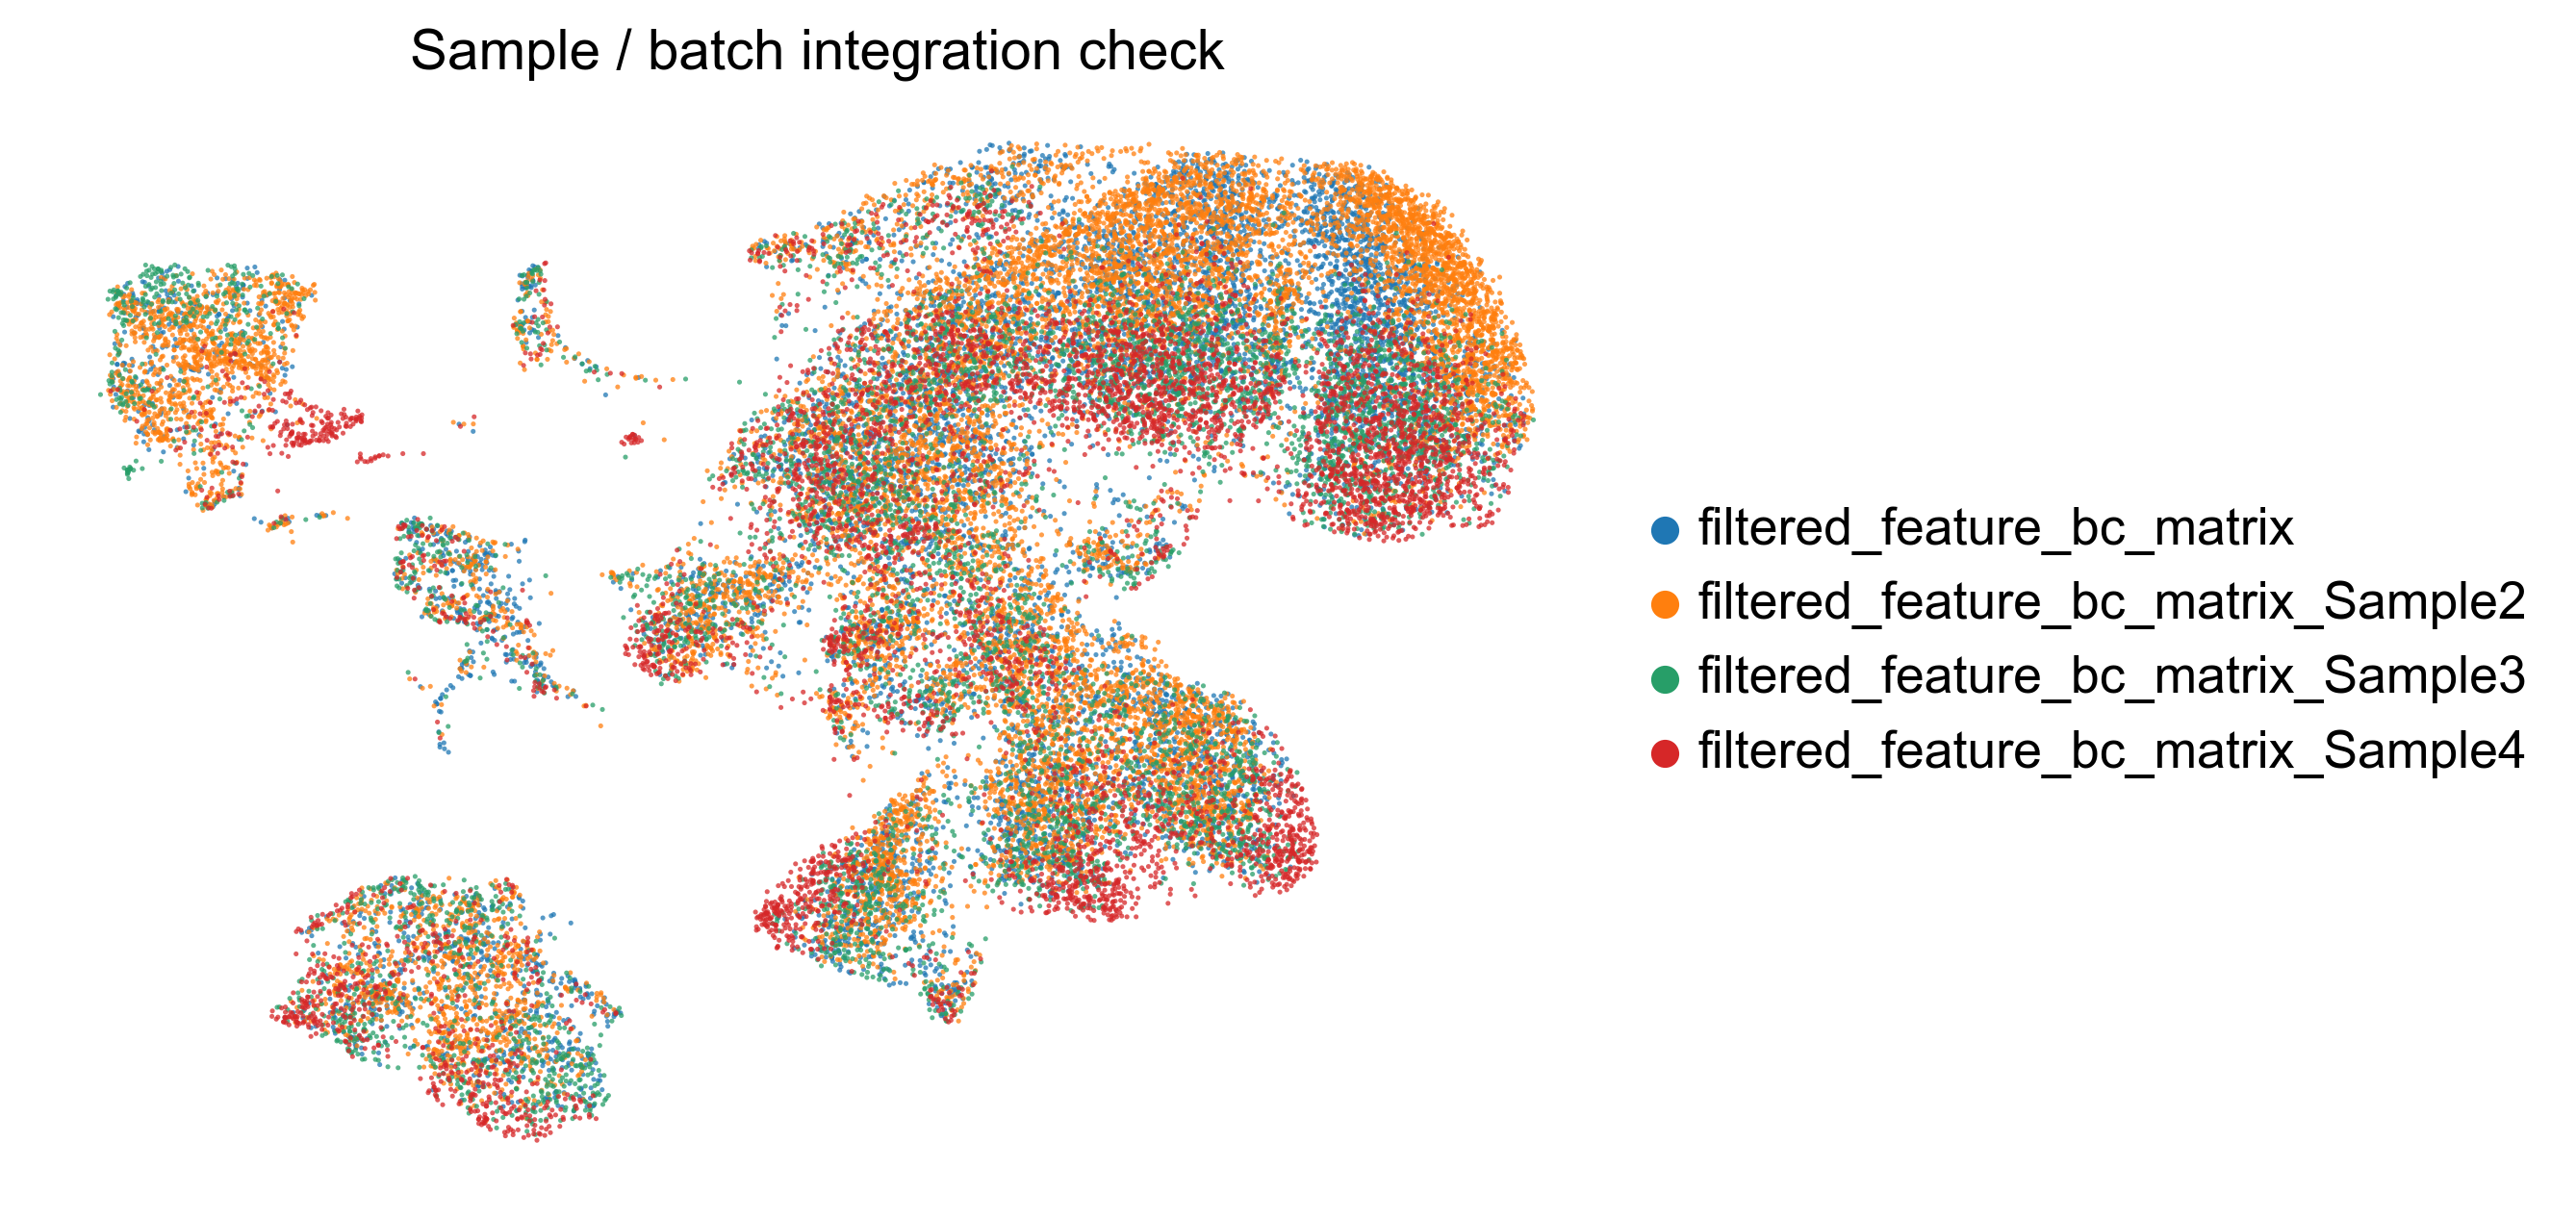 Sample / batch integration check
filtered_feature_bc_matrix
filtered_feature_bc_matrix_Sample2
filtered_feature_bc_matrix_Sample3
filtered_feature_bc_matrix_Sample4